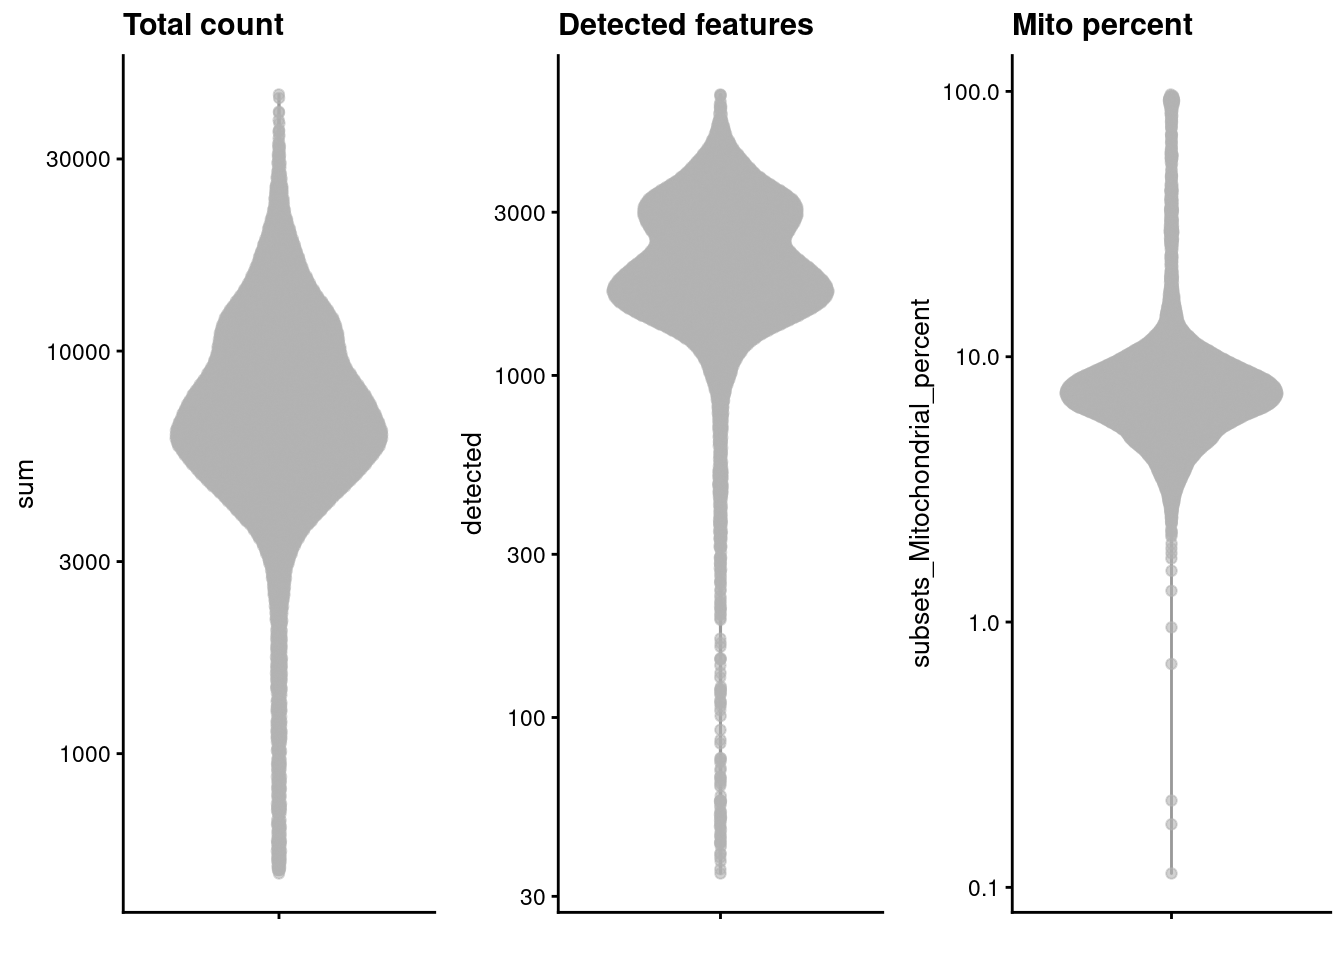 Total count
sum
30000
10000
3000
1000
Detected features
detected
3000
1000
300
100
30
Mito percent
subsets_Mitochondrial_percent
100.0
10.0
1.0
0.1